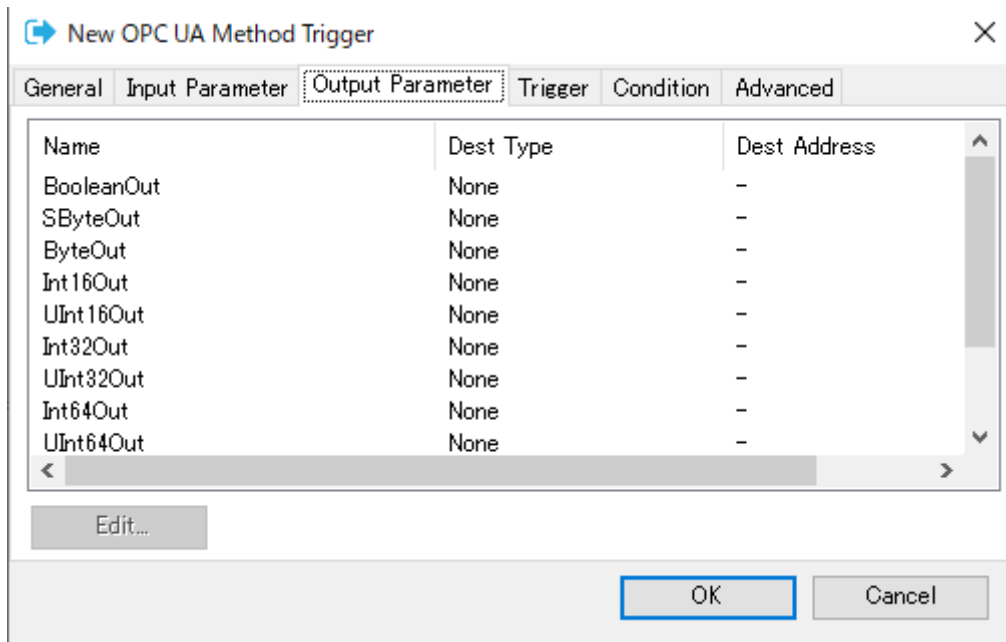 New OPC UA Method Trigger
General Input Parameter Output Parameter Trigger Condition Advanced
Name Dest Type Dest Address
BooleanOut None -
SByteOut None -
ByteOut None -
Int16Out None -
UInt16Out None -
Int32Out None -
UInt32Out None -
Int64Out None -
UInt64Out None -
Edit...
OK Cancel